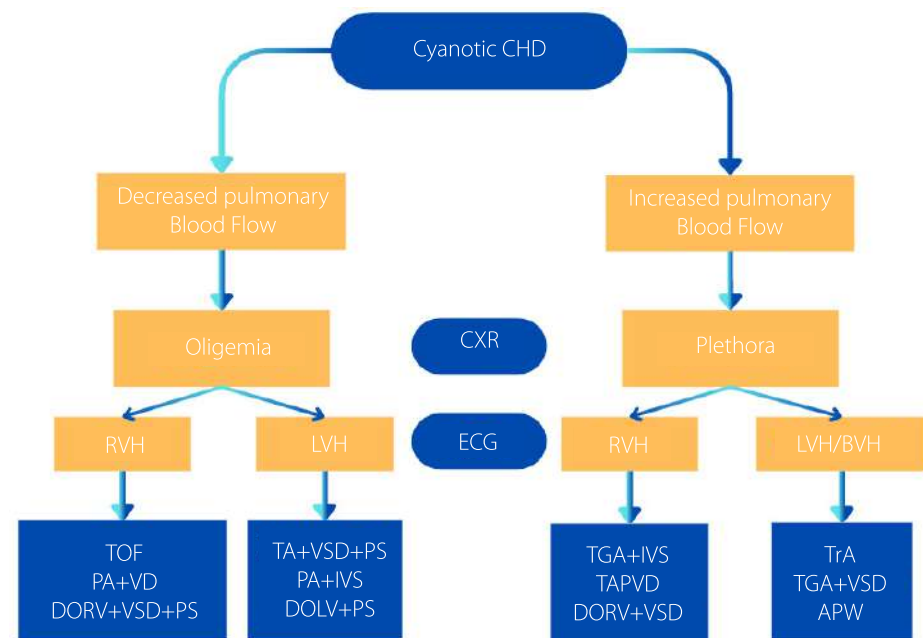 Cyanotic CHD
Decreased pulmonary
Blood Flow
Increased pulmonary
Blood Flow
Oligemia
CXR
Plethora
RVH
LVH
ECG
RVH
LVH/BVH
TOF
PA+VD
DORV+VSD+PS
TA+VSD+PS
PA+IVS
DOLV+PS
TGA+IVS
TAPVD
DORV+VSD
TrA
TGA+VSD
APW